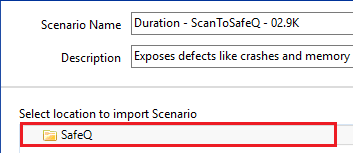 Scenario Name Duration - ScanToSafeQ - 02.9K
Description Exposes defects like crashes and memory
Select location to import Scenario
SafeQ